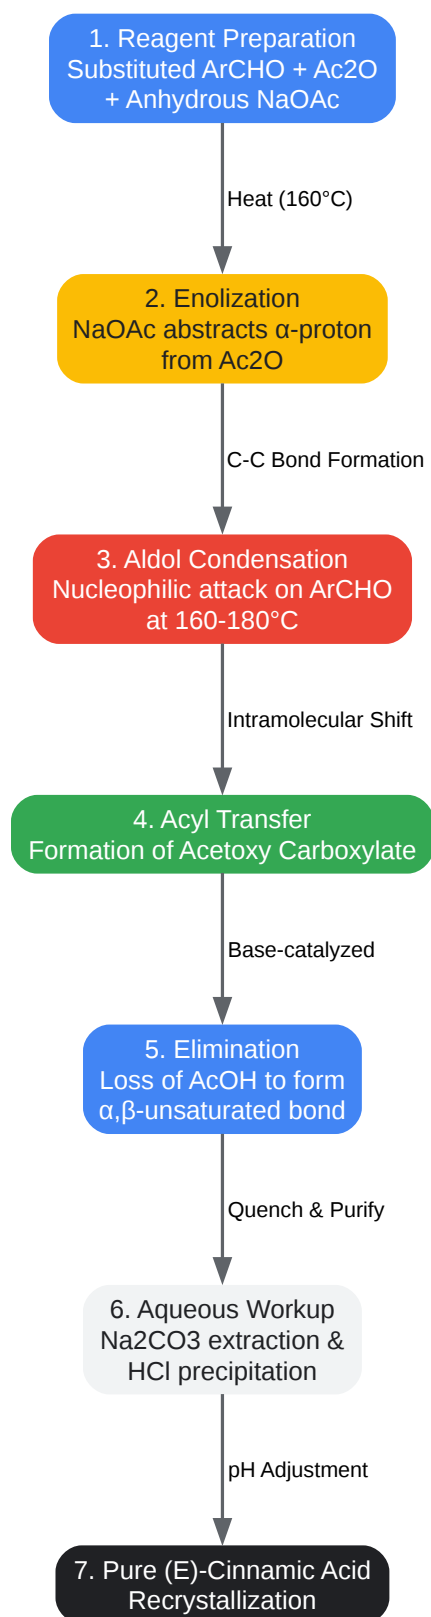 1. Reagent Preparation
Substituted ArCHO + Ac2O
+ Anhydrous NaOAc
Heat (160°C)
2. Enolization
NaOAc abstracts α-proton
from Ac2O
C-C Bond Formation
3. Aldol Condensation
Nucleophilic attack on ArCHO
at 160-180°C
Intramolecular Shift
4. Acyl Transfer
Formation of Acetoxy Carboxylate
Base-catalyzed
5. Elimination
Loss of AcOH to form
α,β-unsaturated bond
Quench & Purify
6. Aqueous Workup
Na2CO3 extraction &
HCl precipitation
pH Adjustment
7. Pure (E)-Cinnamic Acid
Recrystallization